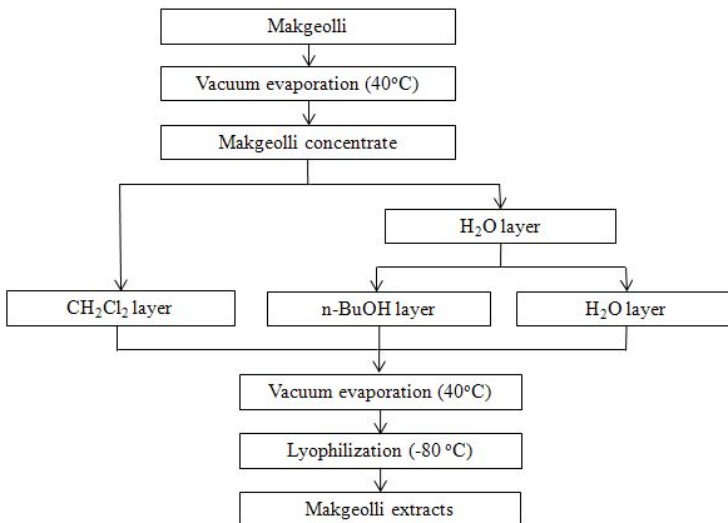 Makgeolli
Vacuum evaporation (40°C)
Makgeolli concentrate
H₂O layer
CH₂Cl₂ layer
n-BuOH layer
H₂O layer
Vacuum evaporation (40°C)
Lyophilization (-80 °C)
Makgeolli extracts